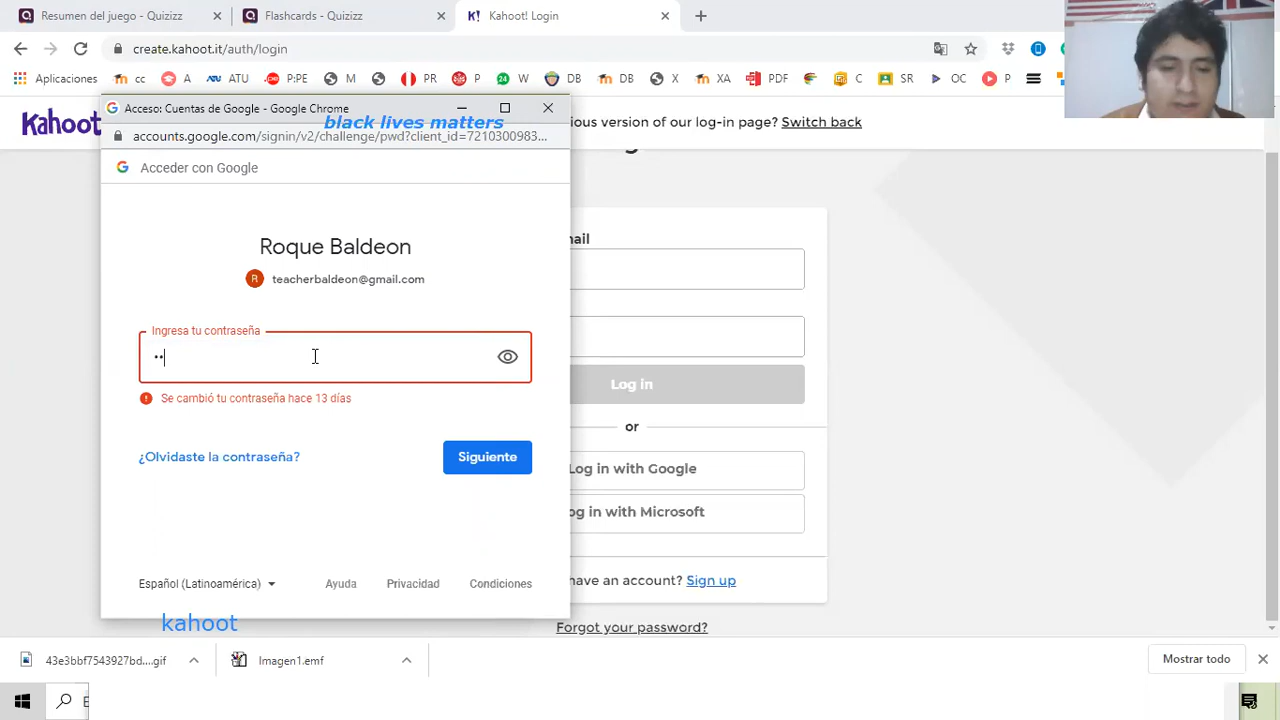 Resumen del juego - Quizizz
Flashcards - Quizizz
Kahoot! Login
create.kahoot.it/auth/login
Aplicaciones cc A ATU P:PE M PR C 24 W DB DB X XA PDF C SR OC P
Acceso: Cuentas de Google - Google Chrome
black lives matters
accounts.google.com/signin/v2/challenge/pwd?client_id=7210300983...
Kahoot
ious version of our log-in page? Switch back
Acceder con Google
Roque Baldeon
R teacherbaldeon@gmail.com
Ingresa tu contraseña
••
Se cambió tu contraseña hace 13 días
¿Olvidaste la contraseña?
Siguiente
Español (Latinoamérica)
Ayuda
Privacidad
Condiciones
kahoot
mail
Log in
or
Log in with Google
og in with Microsoft
have an account? Sign up
Forgot your password?
43e3bbf7543927bd....gif
Imagen1.emf
Mostrar todo